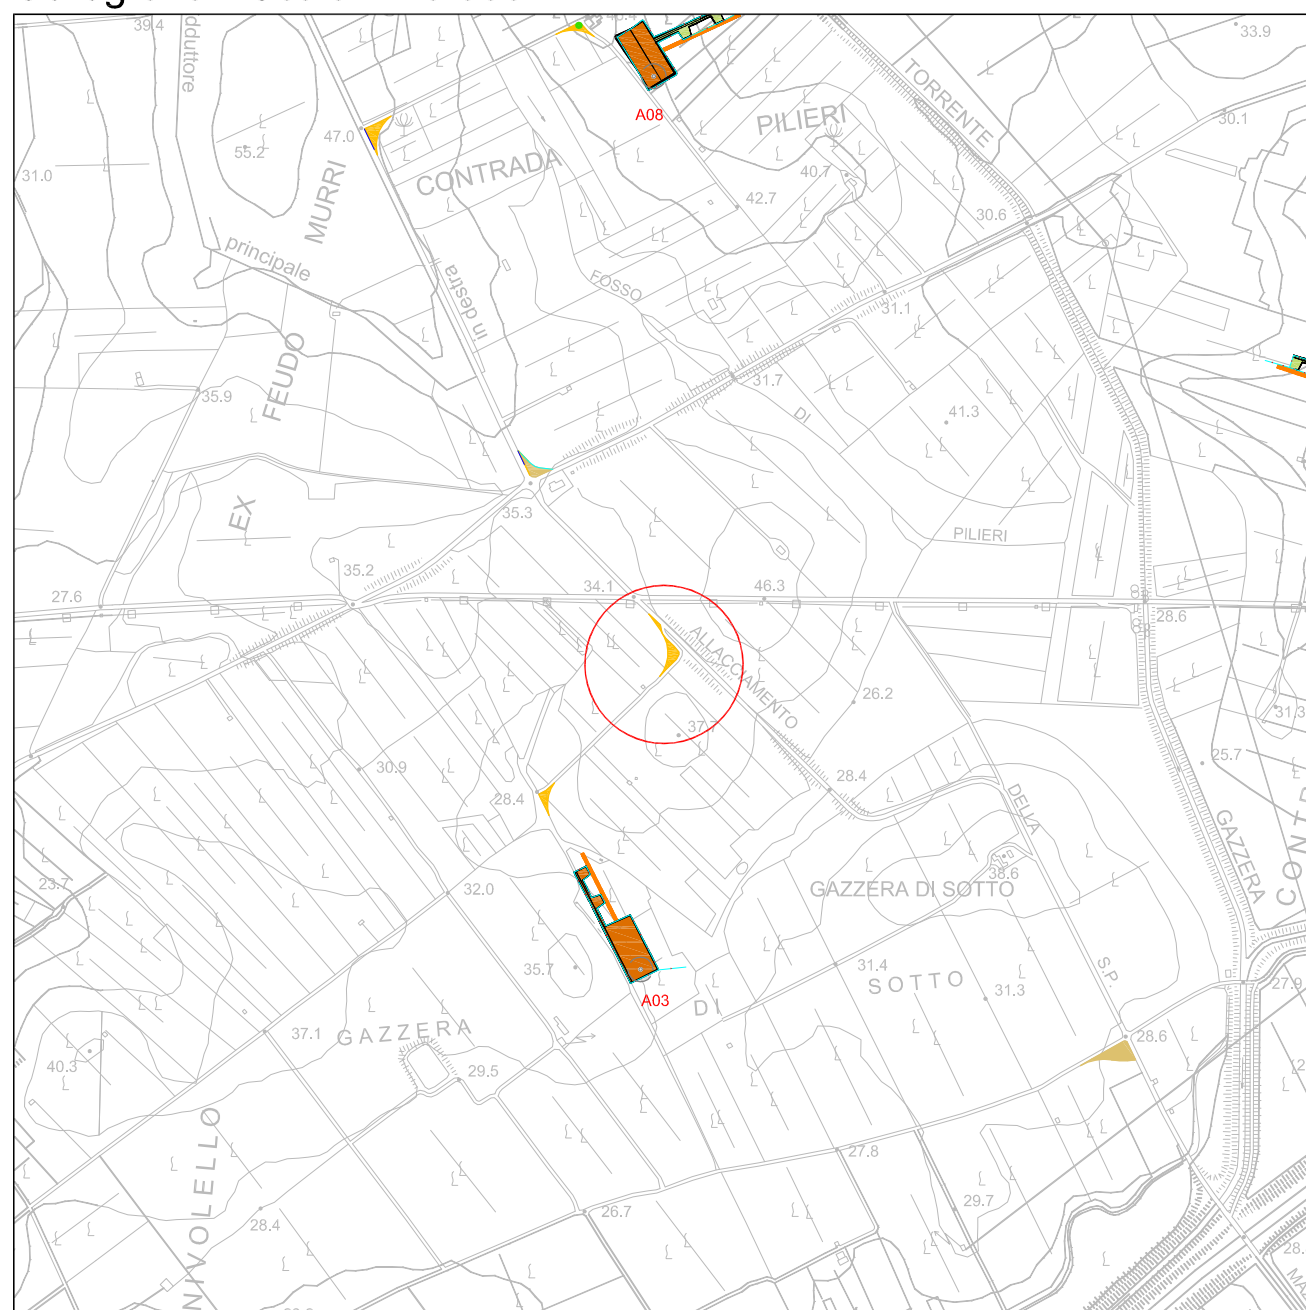 39.4
33.9
dduttore
A08
PILIERI
TORRENTE
30.1
47.0
55.2
MURRI
CONTRADA
40.7
31.0
42.7
30.6
principale
in destra
FOSSO
31.1
FEUDO
31.7
35.9
DI
41.3
EX
35.3
PILIERI
35.2
34.1
46.3
27.6
28.6
ALLACCIAMENTO
26.2
37.7
31.3
25.7
30.9
28.4
28.4
DELLA
GAZZERA
38.6
23.7
32.0
GAZZERA DI SOTTO
35.7
31.4
SOTTO
31.3
S.P.
27.9
A03
DI
37.1
GAZZERA
28.6
40.3
29.5
27.8
NIVOLELLO
28.4
26.7
29.7
28.